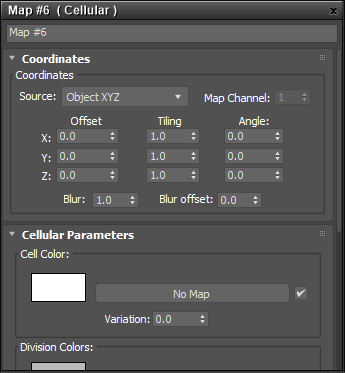 Map #6 ( Cellular )
x
Map #6
Coordinates
Coordinates
Source: Object XYZ Map Channel: 1
Offset Tiling Angle:
X: 0.0 1.0 0.0
Y: 0.0 1.0 0.0
Z: 0.0 1.0 0.0
Blur: 1.0 Blur offset: 0.0
Cellular Parameters
Cell Color:
No Map
Variation: 0.0
Division Colors: